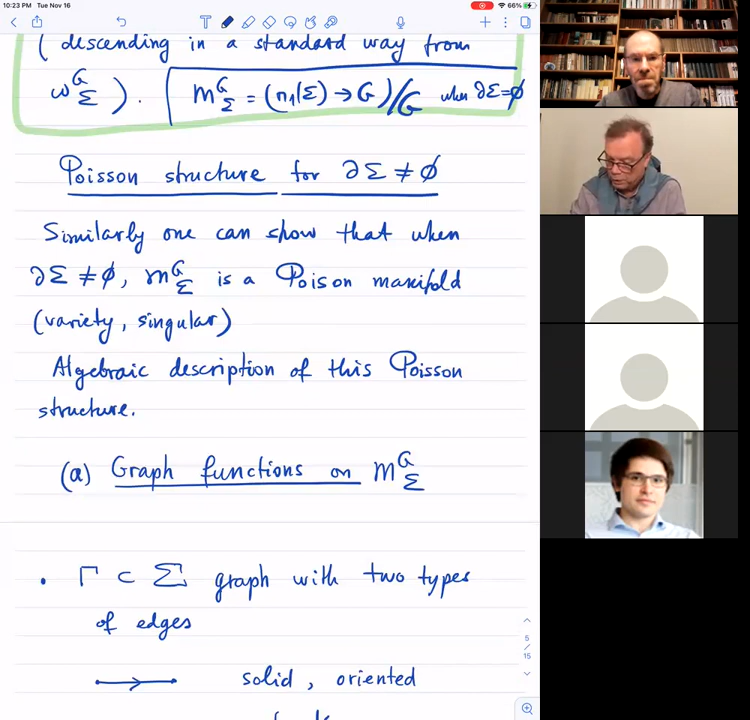 10:23 PM Tue Nov 16
66%
( descending in a standard way from
ω^G_Σ ). m^G_Σ = (π₁(Σ) → G)/G when ∂Σ=∅
Poisson structure for ∂Σ ≠ ∅
Similarly one can show that when
∂Σ ≠ ∅, m^G_Σ is a Poison manifold
(variety, singular)
Algebraic description of this Poisson
structure.
(a) Graph functions on m^G_Σ
• Γ ⊂ Σ graph with two types
of edges
solid, oriented
5
/
15